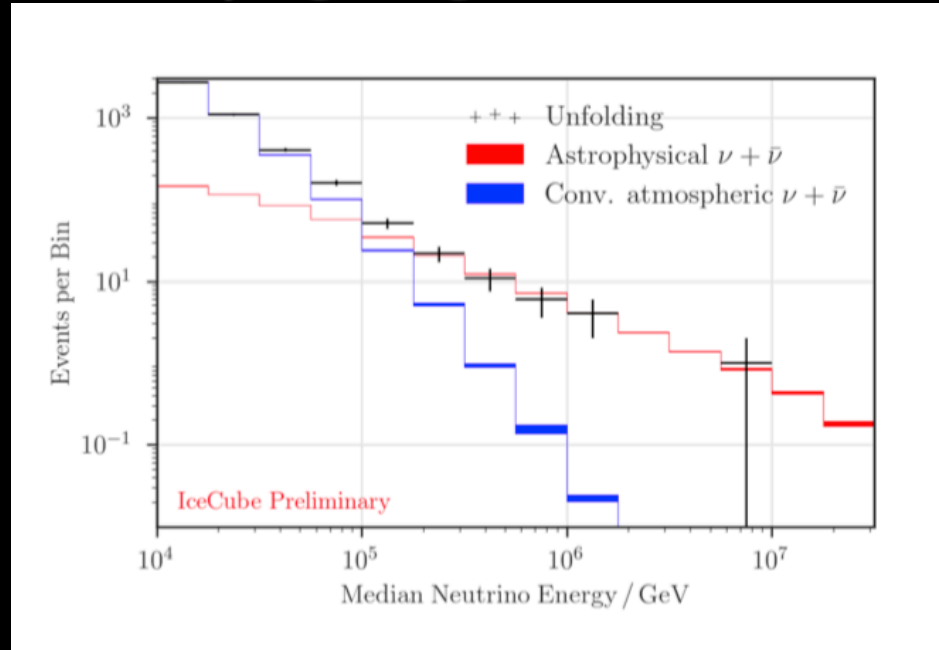 10³
+ + + Unfolding
Astrophysical ν + ν̄
Conv. atmospheric ν + ν̄
10¹
Events per Bin
10⁻¹
IceCube Preliminary
10⁴ 10⁵ 10⁶ 10⁷
Median Neutrino Energy / GeV